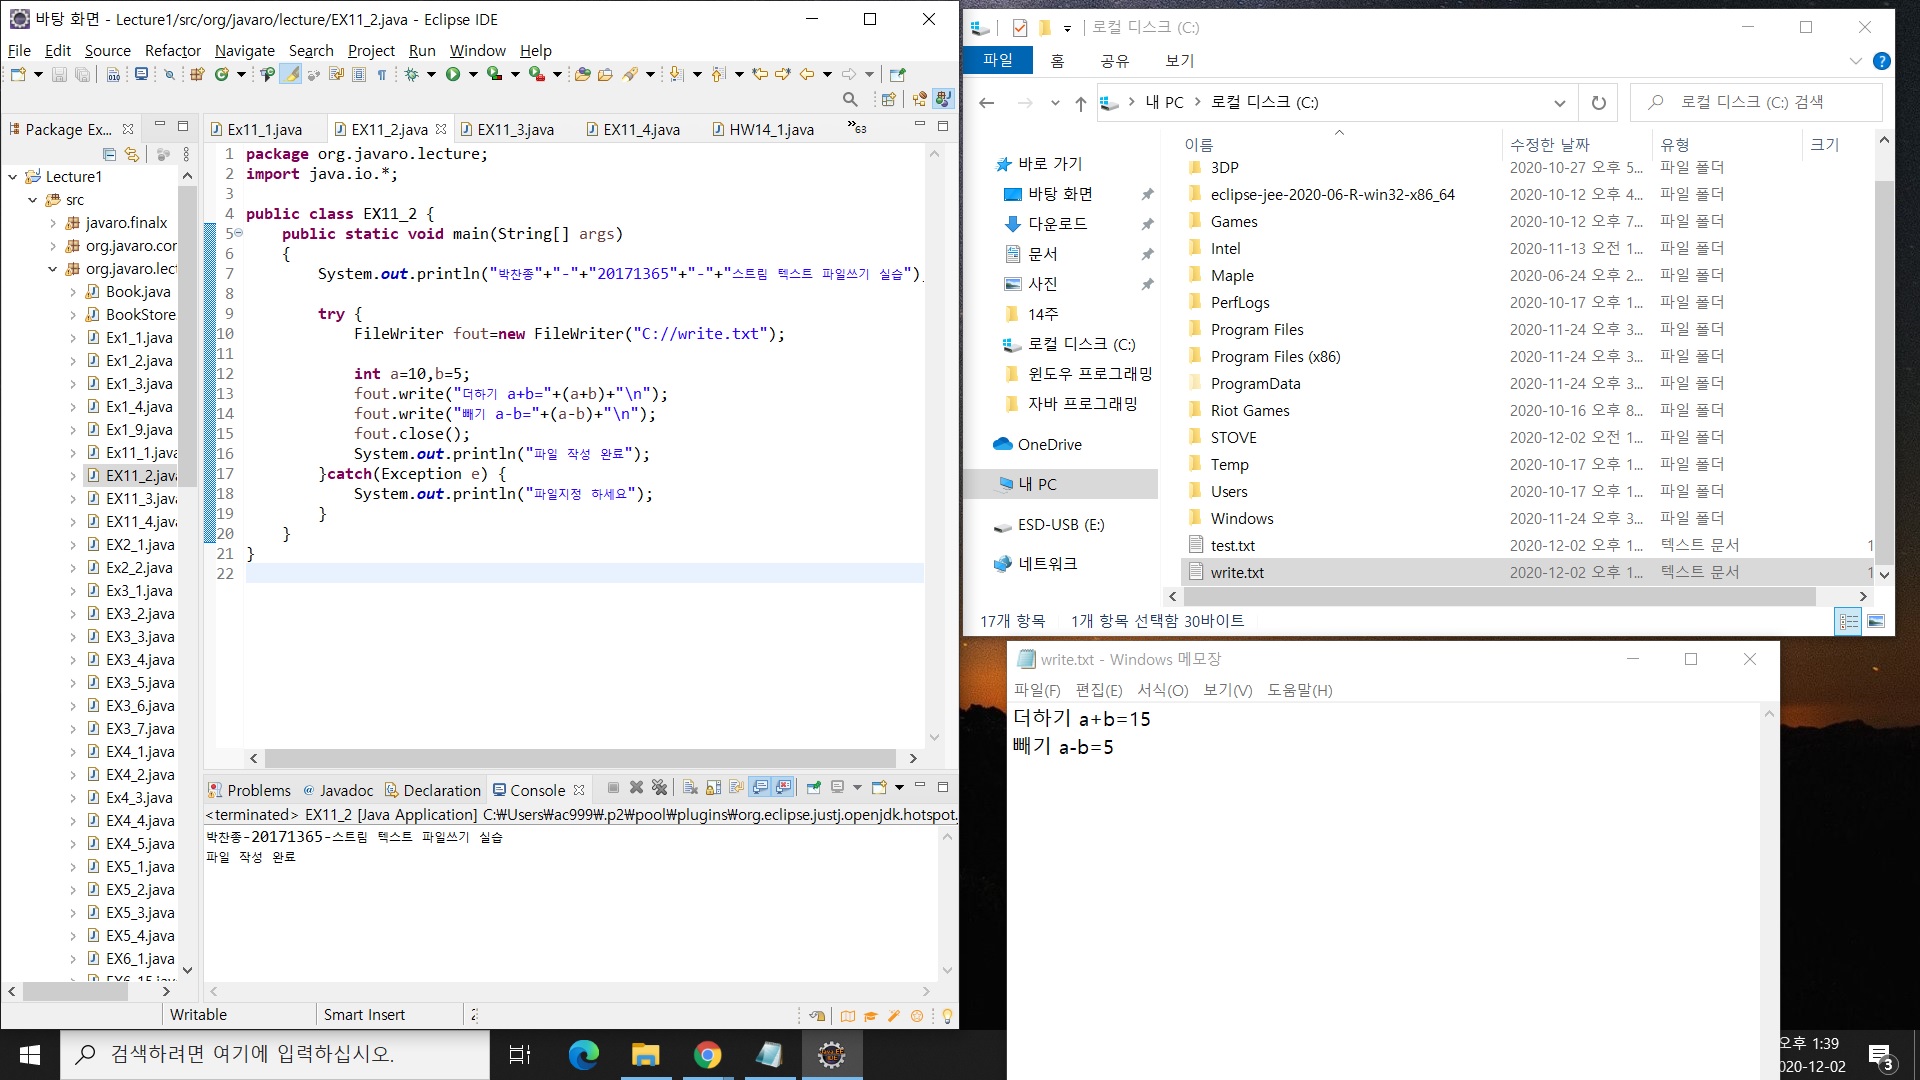 바탕 화면 - Lecture1/src/org/javaro/lecture/EX11_2.java - Eclipse IDE
File Edit Source Refactor Navigate Search Project Run Window Help
Package Ex...
Lecture1
src
javaro.finalx
org.javaro.cor
org.javaro.lect
Book.java
BookStore
Ex1_1.java
Ex1_2.java
Ex1_3.java
Ex1_4.java
Ex1_9.java
Ex11_1.java
EX11_2.java
EX11_3.java
EX11_4.java
EX2_1.java
Ex2_2.java
Ex3_1.java
EX3_2.java
EX3_3.java
EX3_4.java
EX3_5.java
EX3_6.java
EX3_7.java
EX4_1.java
EX4_2.java
Ex4_3.java
EX4_4.java
EX4_5.java
EX5_1.java
EX5_2.java
EX5_3.java
EX5_4.java
EX6_1.java
Ex11_1.java EX11_2.java EX11_3.java EX11_4.java HW14_1.java »63
1 package org.javaro.lecture;
2 import java.io.*;
3
4 public class EX11_2 {
5 public static void main(String[] args)
6 {
7 System.out.println("박찬종"+"-"+"20171365"+"-"+"스트림 텍스트 파일쓰기 실습")
8
9 try {
10 FileWriter fout=new FileWriter("C://write.txt");
11
12 int a=10,b=5;
13 fout.write("더하기 a+b="+(a+b)+"\n");
14 fout.write("빼기 a-b="+(a-b)+"\n");
15 fout.close();
16 System.out.println("파일 작성 완료");
17 }catch(Exception e) {
18 System.out.println("파일지정 하세요");
19 }
20 }
21 }
22
Problems @ Javadoc Declaration Console
<terminated> EX11_2 [Java Application] C:₩Users₩ac999₩.p2₩pool₩plugins₩org.eclipse.justj.openjdk.hotspot.
박찬종-20171365-스트림 텍스트 파일쓰기 실습
파일 작성 완료
Writable Smart Insert
로컬 디스크 (C:)
파일 홈 공유 보기
내 PC 로컬 디스크 (C:) 로컬 디스크 (C:) 검색
바로 가기
바탕 화면
다운로드
문서
사진
14주
로컬 디스크 (C:)
윈도우 프로그래밍
자바 프로그래밍
OneDrive
내 PC
ESD-USB (E:)
네트워크
이름 수정한 날짜 유형 크기
3DP 2020-10-27 오후 5... 파일 폴더
eclipse-jee-2020-06-R-win32-x86_64 2020-10-12 오후 4... 파일 폴더
Games 2020-10-12 오후 7... 파일 폴더
Intel 2020-11-13 오전 1... 파일 폴더
Maple 2020-06-24 오후 2... 파일 폴더
PerfLogs 2020-10-17 오후 1... 파일 폴더
Program Files 2020-11-24 오후 3... 파일 폴더
Program Files (x86) 2020-11-24 오후 3... 파일 폴더
ProgramData 2020-11-24 오후 3... 파일 폴더
Riot Games 2020-10-16 오후 8... 파일 폴더
STOVE 2020-12-02 오전 1... 파일 폴더
Temp 2020-10-17 오후 1... 파일 폴더
Users 2020-10-17 오후 1... 파일 폴더
Windows 2020-11-24 오후 3... 파일 폴더
test.txt 2020-12-02 오후 1... 텍스트 문서 1
write.txt 2020-12-02 오후 1... 텍스트 문서 1
17개 항목 1개 항목 선택함 30바이트
write.txt - Windows 메모장
파일(F) 편집(E) 서식(O) 보기(V) 도움말(H)
더하기 a+b=15
빼기 a-b=5
검색하려면 여기에 입력하십시오.
오후 1:39
020-12-02
3